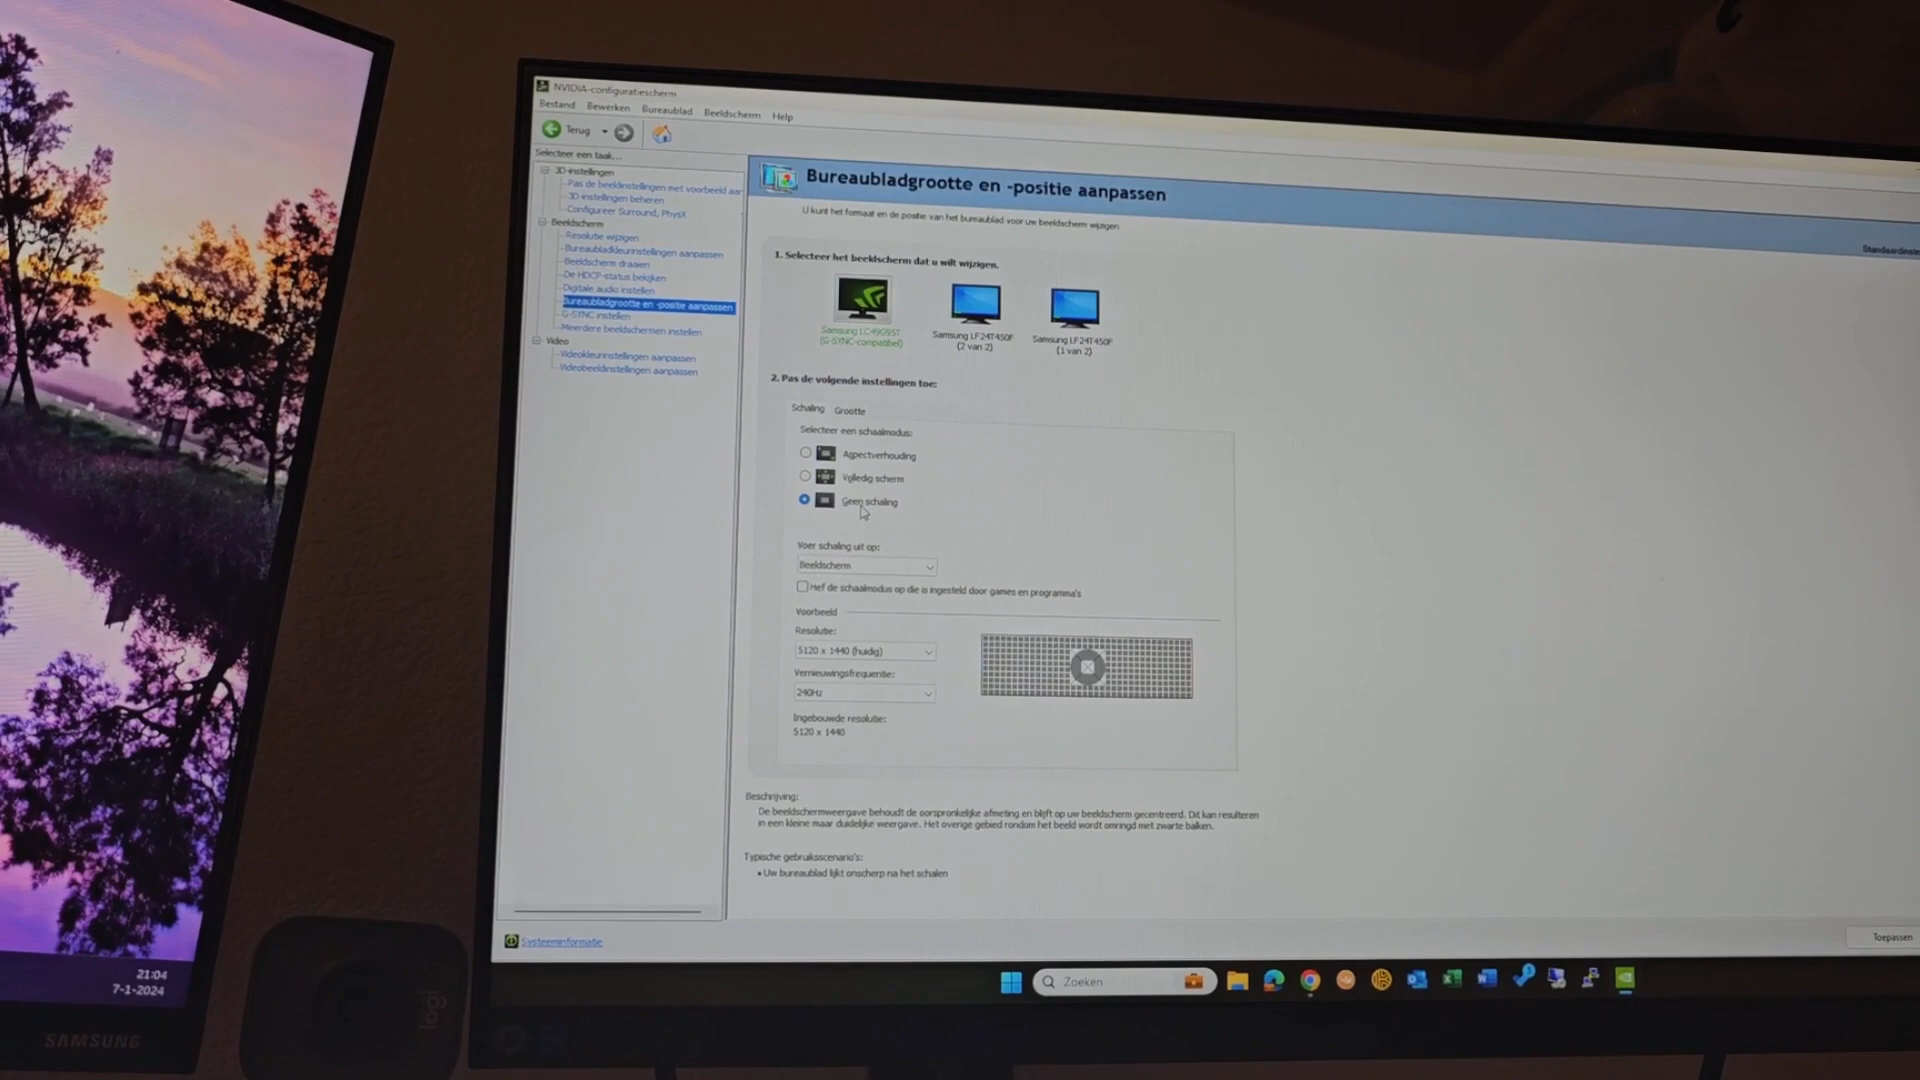 NVIDIA-configuratiescherm
Bestand Bewerken Bureaublad Beeldscherm Help
Terug
Selecteer een taak...
3D-instellingen
Pas de beeldinstellingen met voorbeeld aan
3D-instellingen beheren
Configureer Surround, PhysX
Beeldscherm
Resolutie wijzigen
Bureaubladkleurinstellingen aanpassen
Beeldscherm draaien
De HDCP-status bekijken
Digitale audio instellen
Bureaubladgrootte en -positie aanpassen
G-SYNC instellen
Meerdere beeldschermen instellen
Video
Videokleurinstellingen aanpassen
Videobeeldinstellingen aanpassen
Systeeminformatie
Bureaubladgrootte en -positie aanpassen
U kunt het formaat en de positie van het bureaublad voor uw beeldscherm wijzigen.
Standaardinste
1. Selecteer het beeldscherm dat u wilt wijzigen.
Samsung LC49G95T
(G-SYNC-compatibel)
Samsung LF24T450F
(2 van 2)
Samsung LF24T450F
(1 van 2)
2. Pas de volgende instellingen toe:
Schaling Grootte
Selecteer een schaalmodus:
Aspectverhouding
Volledig scherm
Geen schaling
Voer schaling uit op:
Beeldscherm
Hef de schaalmodus op die is ingesteld door games en programma's
Voorbeeld
Resolutie:
5120 x 1440 (huidig)
Vernieuwingsfrequentie:
240Hz
Ingebouwde resolutie:
5120 x 1440
Beschrijving:
De beeldschermweergave behoudt de oorspronkelijke afmeting en blijft op uw beeldscherm gecentreerd. Dit kan resulteren
in een kleine maar duidelijke weergave. Het overige gebied rondom het beeld wordt omringd met zwarte balken.
Typische gebruiksscenario's:
• Uw bureaublad lijkt onscherp na het schalen
Toepassen
Zoeken
21:04
7-1-2024
SAMSUNG
logi